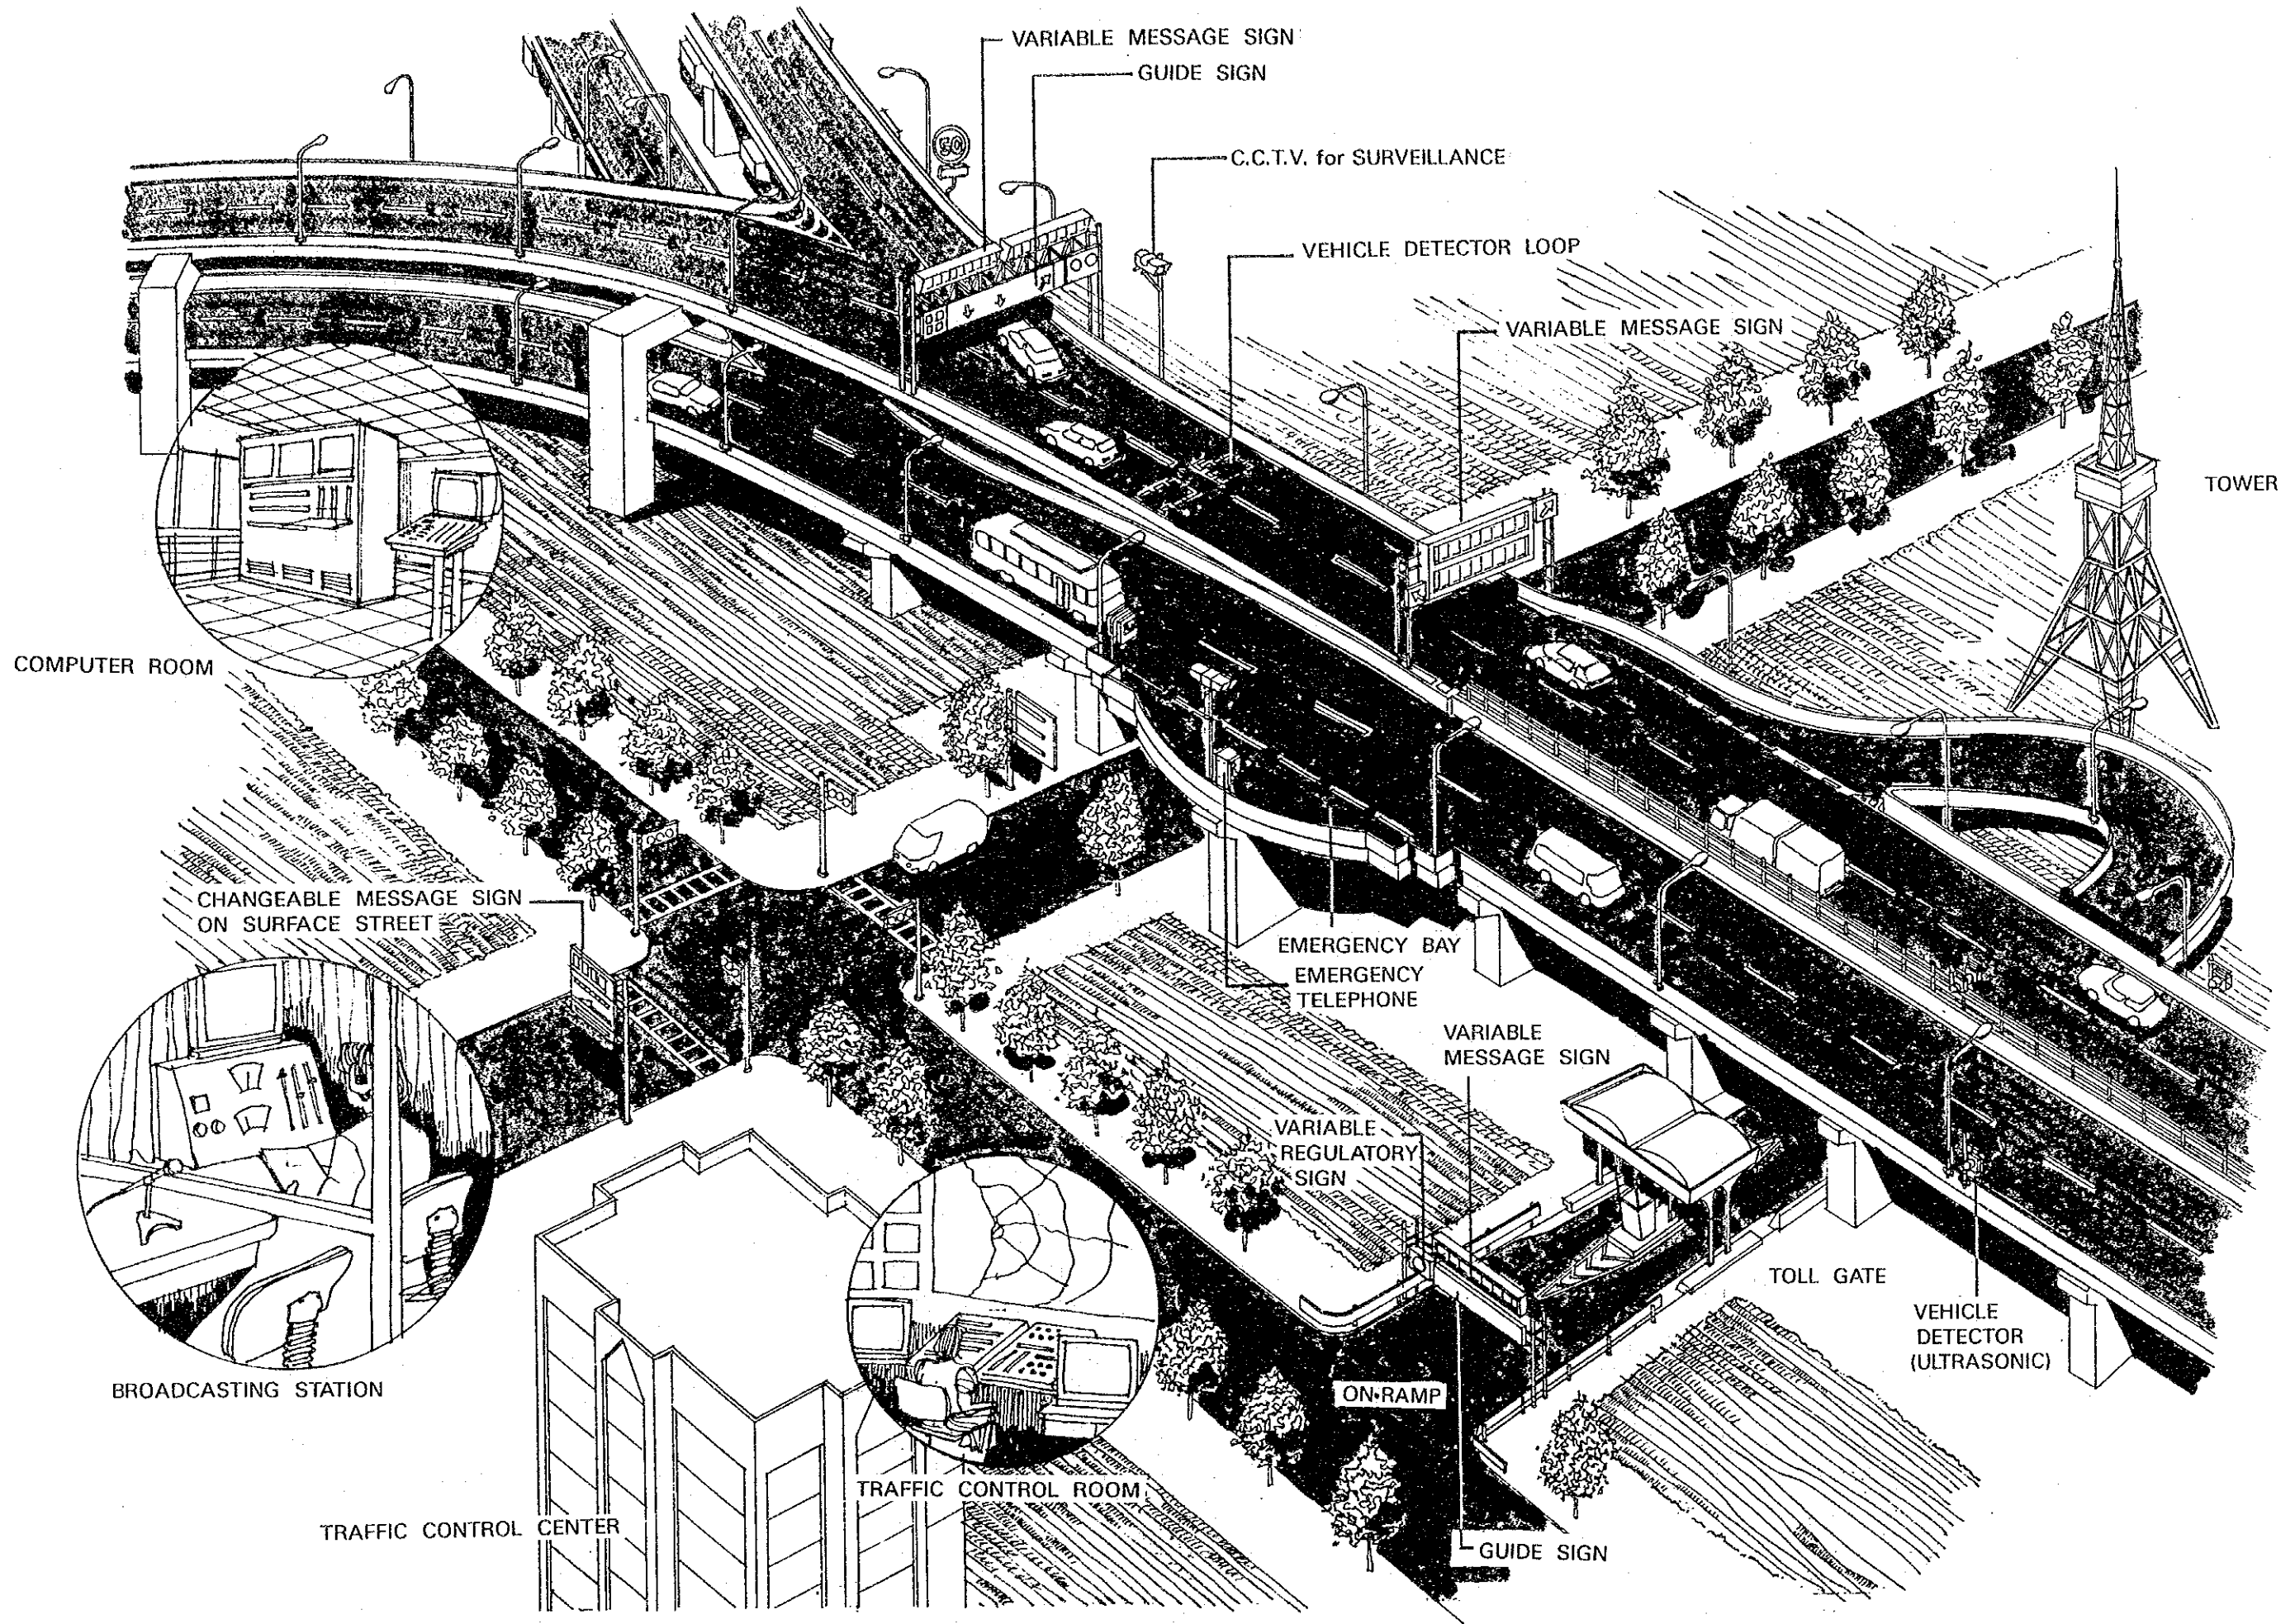 VARIABLE MESSAGE SIGN
GUIDE SIGN
50
C.C.T.V. for SURVEILLANCE
VEHICLE DETECTOR LOOP
VARIABLE MESSAGE SIGN
TOWER
COMPUTER ROOM
CHANGEABLE MESSAGE SIGN
ON SURFACE STREET
EMERGENCY BAY
EMERGENCY
TELEPHONE
VARIABLE
MESSAGE SIGN
VARIABLE
REGULATORY
SIGN
TOLL GATE
VEHICLE
DETECTOR
(ULTRASONIC)
BROADCASTING STATION
ON•RAMP
TRAFFIC CONTROL ROOM
TRAFFIC CONTROL CENTER
GUIDE SIGN